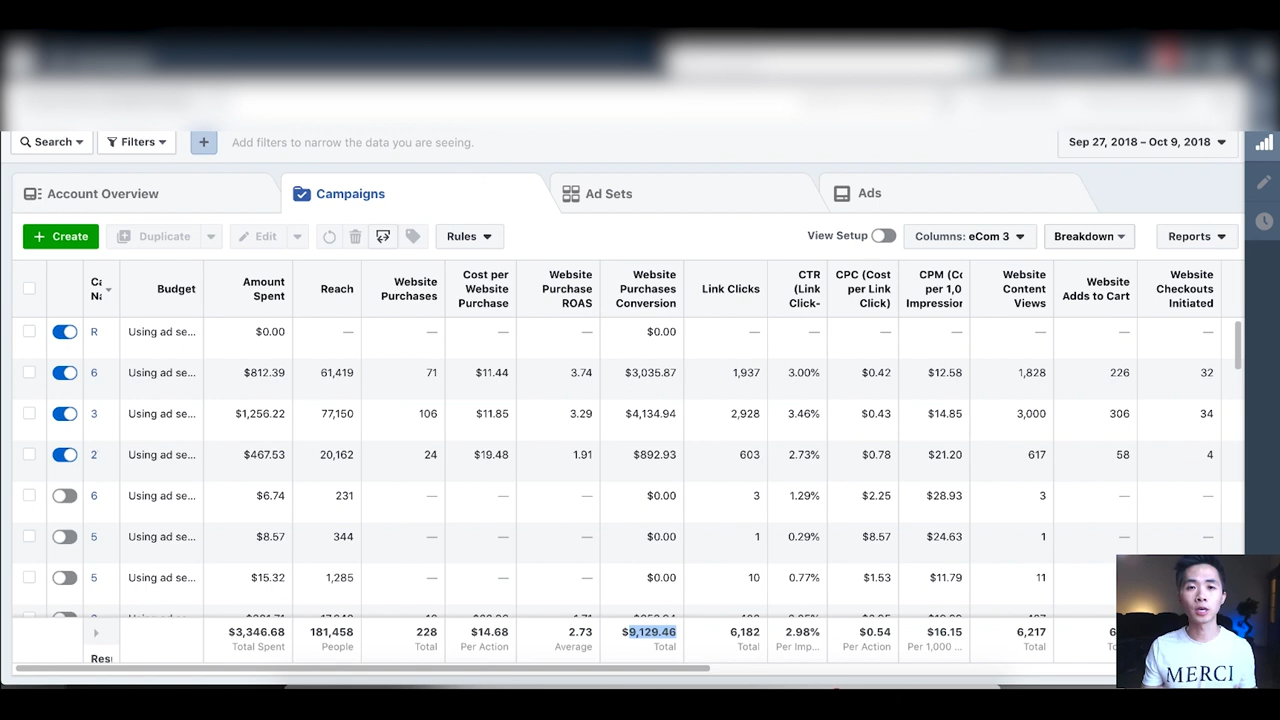 Search Filters + Add filters to narrow the data you are seeing. Sep 27, 2018 – Oct 9, 2018
Account Overview Campaigns Ad Sets Ads
+ Create Duplicate Edit Rules View Setup Columns: eCom 3 Breakdown Reports
Ca Na Budget Amount Spent Reach Website Purchases Cost per Website Purchase Website Purchase ROAS Website Purchases Conversion Link Clicks CTR (Link Click- CPC (Cost per Link Click) CPM (Co per 1,0 Impression Website Content Views Website Adds to Cart Website Checkouts Initiated
R Using ad se... $0.00 — — — — $0.00 — — — — — — —
6 Using ad se... $812.39 61,419 71 $11.44 3.74 $3,035.87 1,937 3.00% $0.42 $12.58 1,828 226 32
3 Using ad se... $1,256.22 77,150 106 $11.85 3.29 $4,134.94 2,928 3.46% $0.43 $14.85 3,000 306 34
2 Using ad se... $467.53 20,162 24 $19.48 1.91 $892.93 603 2.73% $0.78 $21.20 617 58 4
6 Using ad se... $6.74 231 — — — $0.00 3 1.29% $2.25 $28.93 3 — —
5 Using ad se... $8.57 344 — — — $0.00 1 0.29% $8.57 $24.63 1 — —
5 Using ad se... $15.32 1,285 — — — $0.00 10 0.77% $1.53 $11.79 11
$3,346.68 181,458 228 $14.68 2.73 $9,129.46 6,182 2.98% $0.54 $16.15 6,217 6
Total Spent People Total Per Action Average Total Total Per Imp... Per Action Per 1,000 ... Total
MERCI